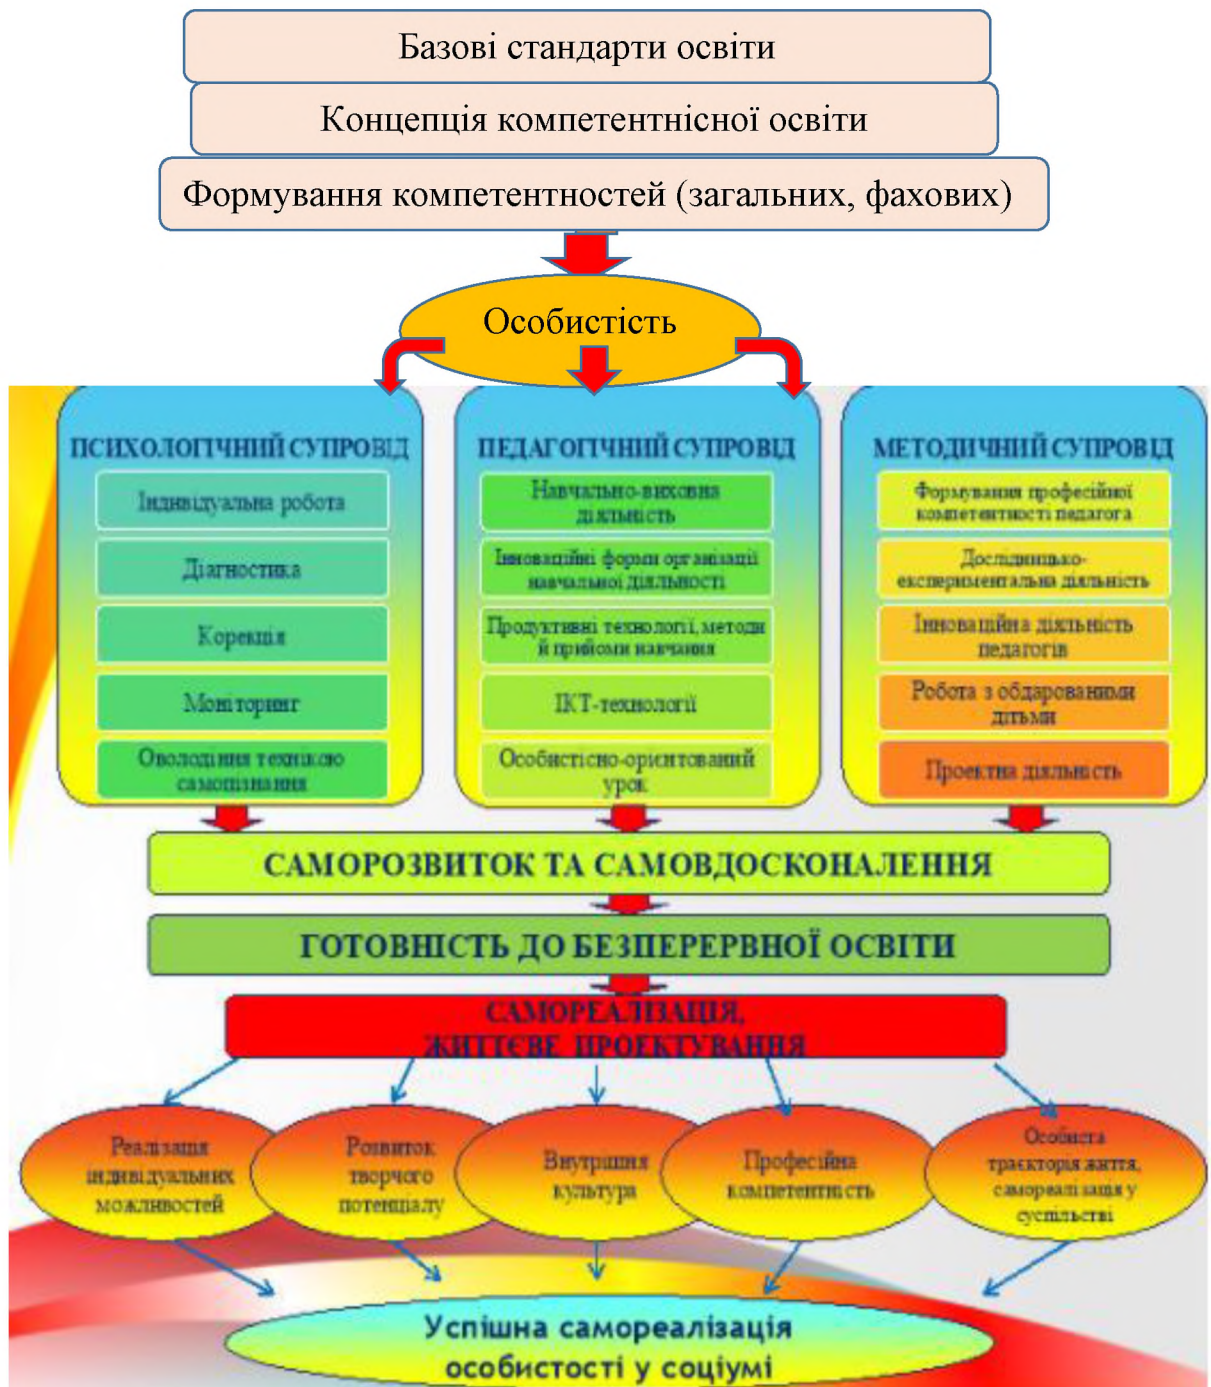 Базові стандарти освіти
Концепція компетентнісної освіти
Формування компетентностей (загальних, фахових)
Особистість
ПСИХОЛОГІЧНИЙ СУПРОВІД
Індивідуальна робота
Діагностика
Корекція
Моніторинг
Оволодіння технікою
самопізнання
ПЕДАГОГІЧНИЙ СУПРОВІД
Навчально-виховна
діяльність
Інноваційні форми організації
навчальної діяльності
Продуктивні технології, методи
й прийоми навчання
ІКТ-технології
Особистісно-орієнтований
урок
МЕТОДИЧНИЙ СУПРОВІД
Формування професійної
компетентності педагога
Дослідницько-
експериментальна діяльність
Інноваційна діяльність
педагогів
Робота з обдарованими
дітьми
Проектна діяльність
САМОРОЗВИТОК ТА САМОВДОСКОНАЛЕННЯ
ГОТОВНІСТЬ ДО БЕЗПЕРЕРВНОЇ ОСВІТИ
САМОРЕАЛІЗАЦІЯ,
ЖИТТЄВЕ ПРОЕКТУВАННЯ
Реалізація
індивідуальних
можливостей
Розвиток
творчого
потенціалу
Внутрішня
культура
Професійна
компетентність
Особиста
траєкторія життя,
самореалізація у
суспільстві
Успішна самореалізація
особистості у соціумі